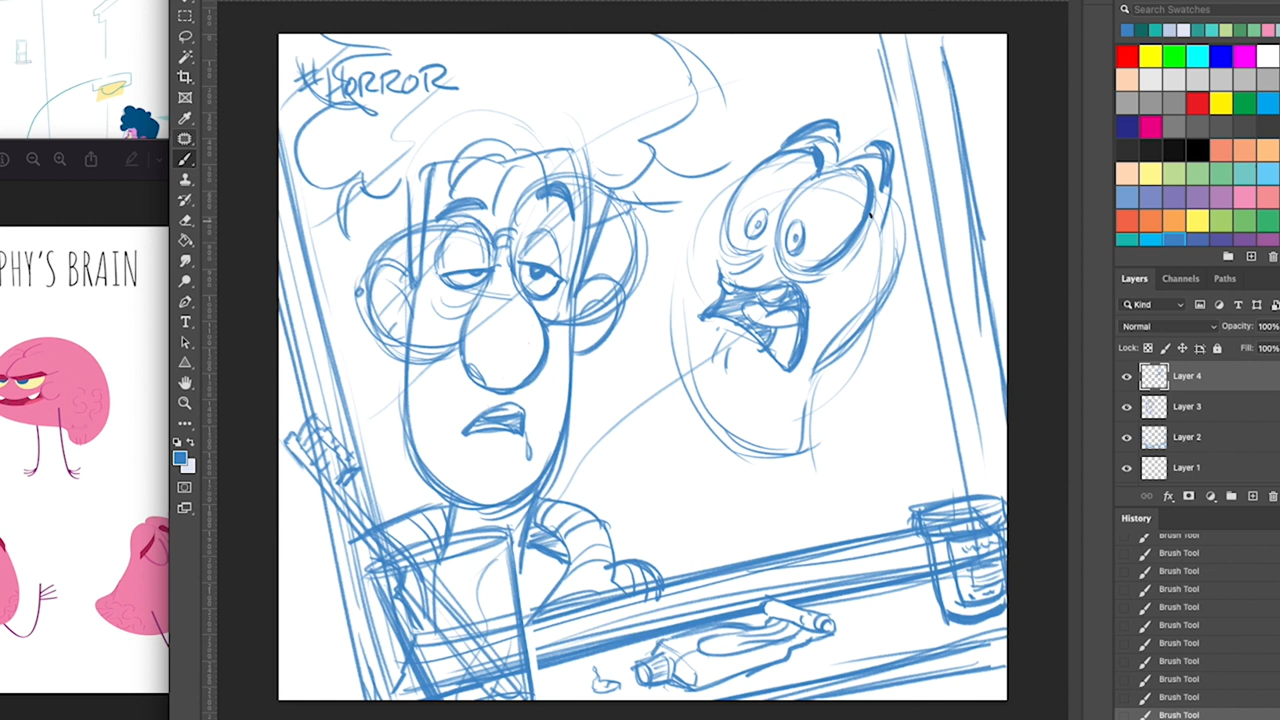 #HORROR
PHY'S BRAIN
Search Swatches
Layers Channels Paths
Kind
Normal Opacity: 100%
Lock: Fill: 100%
Layer 4
Layer 3
Layer 2
Layer 1
fx
History
Brush Tool
Brush Tool
Brush Tool
Brush Tool
Brush Tool
Brush Tool
Brush Tool
Brush Tool
Brush Tool
Brush Tool
Brush Tool